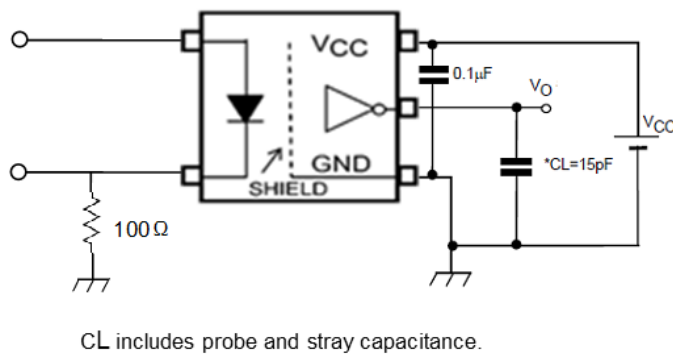 VCC
0.1μF
VO
VCC
*CL=15pF
GND
SHIELD
100Ω
CL includes probe and stray capacitance.